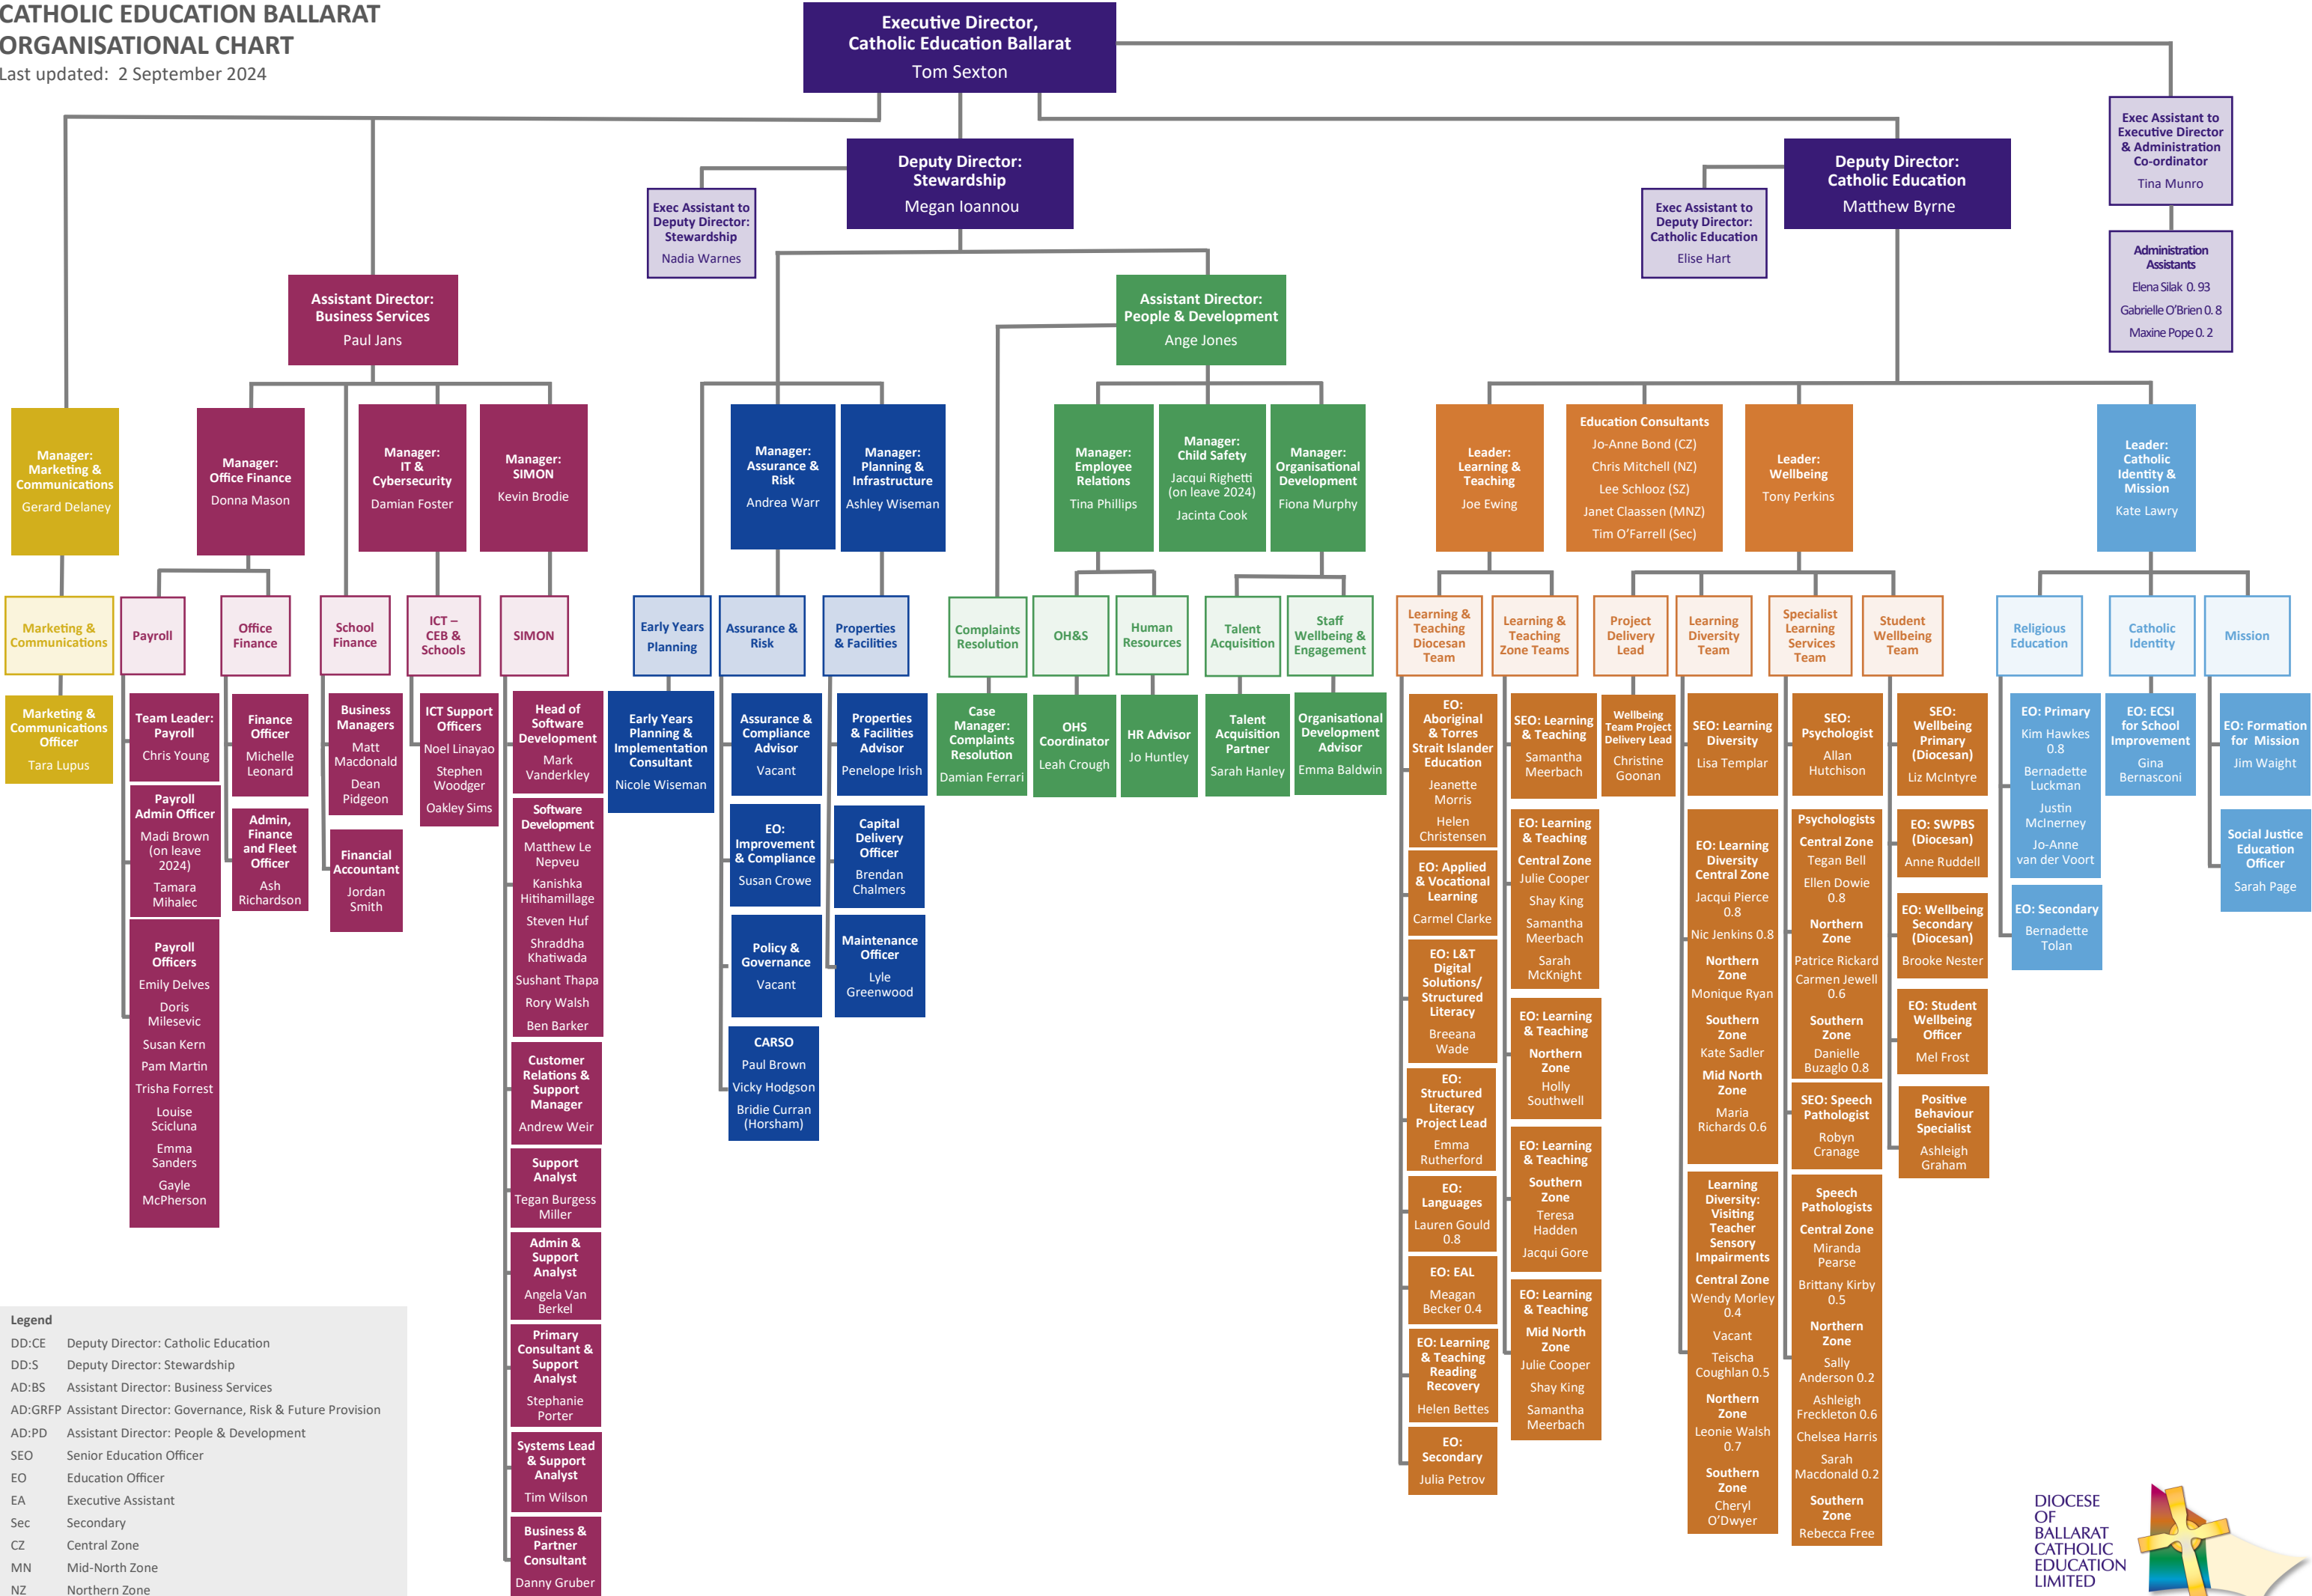 CATHOLIC EDUCATION BALLARAT
ORGANISATIONAL CHART
Last updated: 2 September 2024
Executive Director,
Catholic Education Ballarat
Tom Sexton
Exec Assistant to
Executive Director
& Administration
Co-ordinator
Tina Munro
Administration
Assistants
Elena Silak 0. 93
Gabrielle O'Brien 0. 8
Maxine Pope 0. 2
Deputy Director:
Stewardship
Megan Ioannou
Exec Assistant to
Deputy Director:
Stewardship
Nadia Warnes
Deputy Director:
Catholic Education
Matthew Byrne
Exec Assistant to
Deputy Director:
Catholic Education
Elise Hart
Assistant Director:
Business Services
Paul Jans
Assistant Director:
People & Development
Ange Jones
Manager:
Marketing &
Communications
Gerard Delaney
Manager:
Office Finance
Donna Mason
Manager:
IT &
Cybersecurity
Damian Foster
Manager:
SIMON
Kevin Brodie
Manager:
Assurance &
Risk
Andrea Warr
Manager:
Planning &
Infrastructure
Ashley Wiseman
Manager:
Employee
Relations
Tina Phillips
Manager:
Child Safety
Jacqui Righetti
(on leave 2024)
Jacinta Cook
Manager:
Organisational
Development
Fiona Murphy
Leader:
Learning &
Teaching
Joe Ewing
Education Consultants
Jo-Anne Bond (CZ)
Chris Mitchell (NZ)
Lee Schlooz (SZ)
Janet Claassen (MNZ)
Tim O'Farrell (Sec)
Leader:
Wellbeing
Tony Perkins
Leader:
Catholic
Identity &
Mission
Kate Lawry
Marketing &
Communications
Marketing &
Communications
Officer
Tara Lupus
Payroll
Team Leader:
Payroll
Chris Young
Payroll
Admin Officer
Madi Brown
(on leave
2024)
Tamara
Mihalec
Payroll
Officers
Emily Delves
Doris
Milesevic
Susan Kern
Pam Martin
Trisha Forrest
Louise
Scicluna
Emma
Sanders
Gayle
McPherson
Office
Finance
Finance
Officer
Michelle
Leonard
Admin,
Finance
and Fleet
Officer
Ash
Richardson
School
Finance
Business
Managers
Matt
Macdonald
Dean
Pidgeon
Financial
Accountant
Jordan
Smith
ICT –
CEB &
Schools
ICT Support
Officers
Noel Linayao
Stephen
Woodger
Oakley Sims
SIMON
Head of
Software
Development
Mark
Vanderkley
Software
Development
Matthew Le
Nepveu
Kanishka
Hitihamillage
Steven Huf
Shraddha
Khatiwada
Sushant Thapa
Rory Walsh
Ben Barker
Customer
Relations &
Support
Manager
Andrew Weir
Support
Analyst
Tegan Burgess
Miller
Admin &
Support
Analyst
Angela Van
Berkel
Primary
Consultant &
Support
Analyst
Stephanie
Porter
Systems Lead
& Support
Analyst
Tim Wilson
Business &
Partner
Consultant
Danny Gruber
Early Years
Planning
Early Years
Planning &
Implementation
Consultant
Nicole Wiseman
Assurance &
Risk
Assurance &
Compliance
Advisor
Vacant
EO:
Improvement
& Compliance
Susan Crowe
Policy &
Governance
Vacant
CARSO
Paul Brown
Vicky Hodgson
Bridie Curran
(Horsham)
Properties
& Facilities
Properties
& Facilities
Advisor
Penelope Irish
Capital
Delivery
Officer
Brendan
Chalmers
Maintenance
Officer
Lyle
Greenwood
Complaints
Resolution
Case
Manager:
Complaints
Resolution
Damian Ferrari
OH&S
OHS
Coordinator
Leah Crough
Human
Resources
HR Advisor
Jo Huntley
Talent
Acquisition
Talent
Acquisition
Partner
Sarah Hanley
Staff
Wellbeing &
Engagement
Organisational
Development
Advisor
Emma Baldwin
Learning &
Teaching
Diocesan
Team
EO:
Aboriginal
& Torres
Strait Islander
Education
Jeanette
Morris
Helen
Christensen
EO: Applied
& Vocational
Learning
Carmel Clarke
EO: L&T
Digital
Solutions/
Structured
Literacy
Breeana
Wade
EO:
Structured
Literacy
Project Lead
Emma
Rutherford
EO:
Languages
Lauren Gould
0.8
EO: EAL
Meagan
Becker 0.4
EO: Learning
& Teaching
Reading
Recovery
Helen Bettes
EO:
Secondary
Julia Petrov
Learning &
Teaching
Zone Teams
SEO: Learning
& Teaching
Samantha
Meerbach
EO: Learning
& Teaching
Central Zone
Julie Cooper
Shay King
Samantha
Meerbach
Sarah
McKnight
EO: Learning
& Teaching
Northern
Zone
Holly
Southwell
EO: Learning
& Teaching
Southern
Zone
Teresa
Hadden
Jacqui Gore
EO: Learning
& Teaching
Mid North
Zone
Julie Cooper
Shay King
Samantha
Meerbach
Project
Delivery
Lead
Wellbeing
Team Project
Delivery Lead
Christine
Goonan
Learning
Diversity
Team
SEO: Learning
Diversity
Lisa Templar
EO: Learning
Diversity
Central Zone
Jacqui Pierce
0.8
Nic Jenkins 0.8
Northern
Zone
Monique Ryan
Southern
Zone
Kate Sadler
Mid North
Zone
Maria
Richards 0.6
Learning
Diversity:
Visiting
Teacher
Sensory
Impairments
Central Zone
Wendy Morley
0.4
Vacant
Teischa
Coughlan 0.5
Northern
Zone
Leonie Walsh
0.7
Southern
Zone
Cheryl
O'Dwyer
Specialist
Learning
Services
Team
SEO:
Psychologist
Allan
Hutchison
Psychologists
Central Zone
Tegan Bell
Ellen Dowie
0.8
Northern
Zone
Patrice Rickard
Carmen Jewell
0.6
Southern
Zone
Danielle
Buzaglo 0.8
SEO: Speech
Pathologist
Robyn
Cranage
Speech
Pathologists
Central Zone
Miranda
Pearse
Brittany Kirby
0.5
Northern
Zone
Sally
Anderson 0.2
Ashleigh
Freckleton 0.6
Chelsea Harris
Sarah
Macdonald 0.2
Southern
Zone
Rebecca Free
Student
Wellbeing
Team
SEO:
Wellbeing
Primary
(Diocesan)
Liz McIntyre
EO: SWPBS
(Diocesan)
Anne Ruddell
EO: Wellbeing
Secondary
(Diocesan)
Brooke Nester
EO: Student
Wellbeing
Officer
Mel Frost
Positive
Behaviour
Specialist
Ashleigh
Graham
Religious
Education
EO: Primary
Kim Hawkes
0.8
Bernadette
Luckman
Justin
McInerney
Jo-Anne
van der Voort
EO: Secondary
Bernadette
Tolan
Catholic
Identity
EO: ECSI
for School
Improvement
Gina
Bernasconi
Mission
EO: Formation
for Mission
Jim Waight
Social Justice
Education
Officer
Sarah Page
Legend
DD:CE Deputy Director: Catholic Education
DD:S Deputy Director: Stewardship
AD:BS Assistant Director: Business Services
AD:GRFP Assistant Director: Governance, Risk & Future Provision
AD:PD Assistant Director: People & Development
SEO Senior Education Officer
EO Education Officer
EA Executive Assistant
Sec Secondary
CZ Central Zone
MN Mid-North Zone
NZ Northern Zone
DIOCESE
OF
BALLARAT
CATHOLIC
EDUCATION
LIMITED